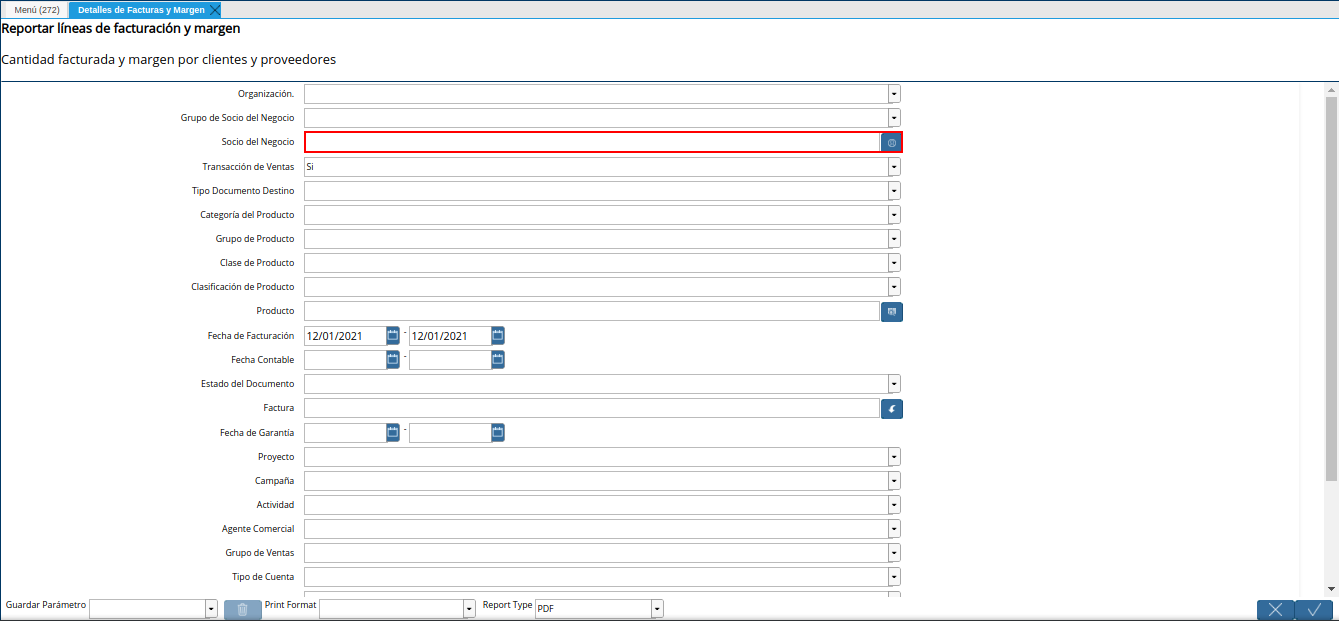 Menú (272) Detalles de Facturas y Margen
Reportar líneas de facturación y margen
Cantidad facturada y margen por clientes y proveedores
Organización.
Grupo de Socio del Negocio
Socio del Negocio
Transacción de Ventas Si
Tipo Documento Destino
Categoría del Producto
Grupo de Producto
Clase de Producto
Clasificación de Producto
Producto
Fecha de Facturación 12/01/2021 - 12/01/2021
Fecha Contable -
Estado del Documento
Factura
Fecha de Garantía -
Proyecto
Campaña
Actividad
Agente Comercial
Grupo de Ventas
Tipo de Cuenta
Guardar Parámetro Print Format Report Type PDF